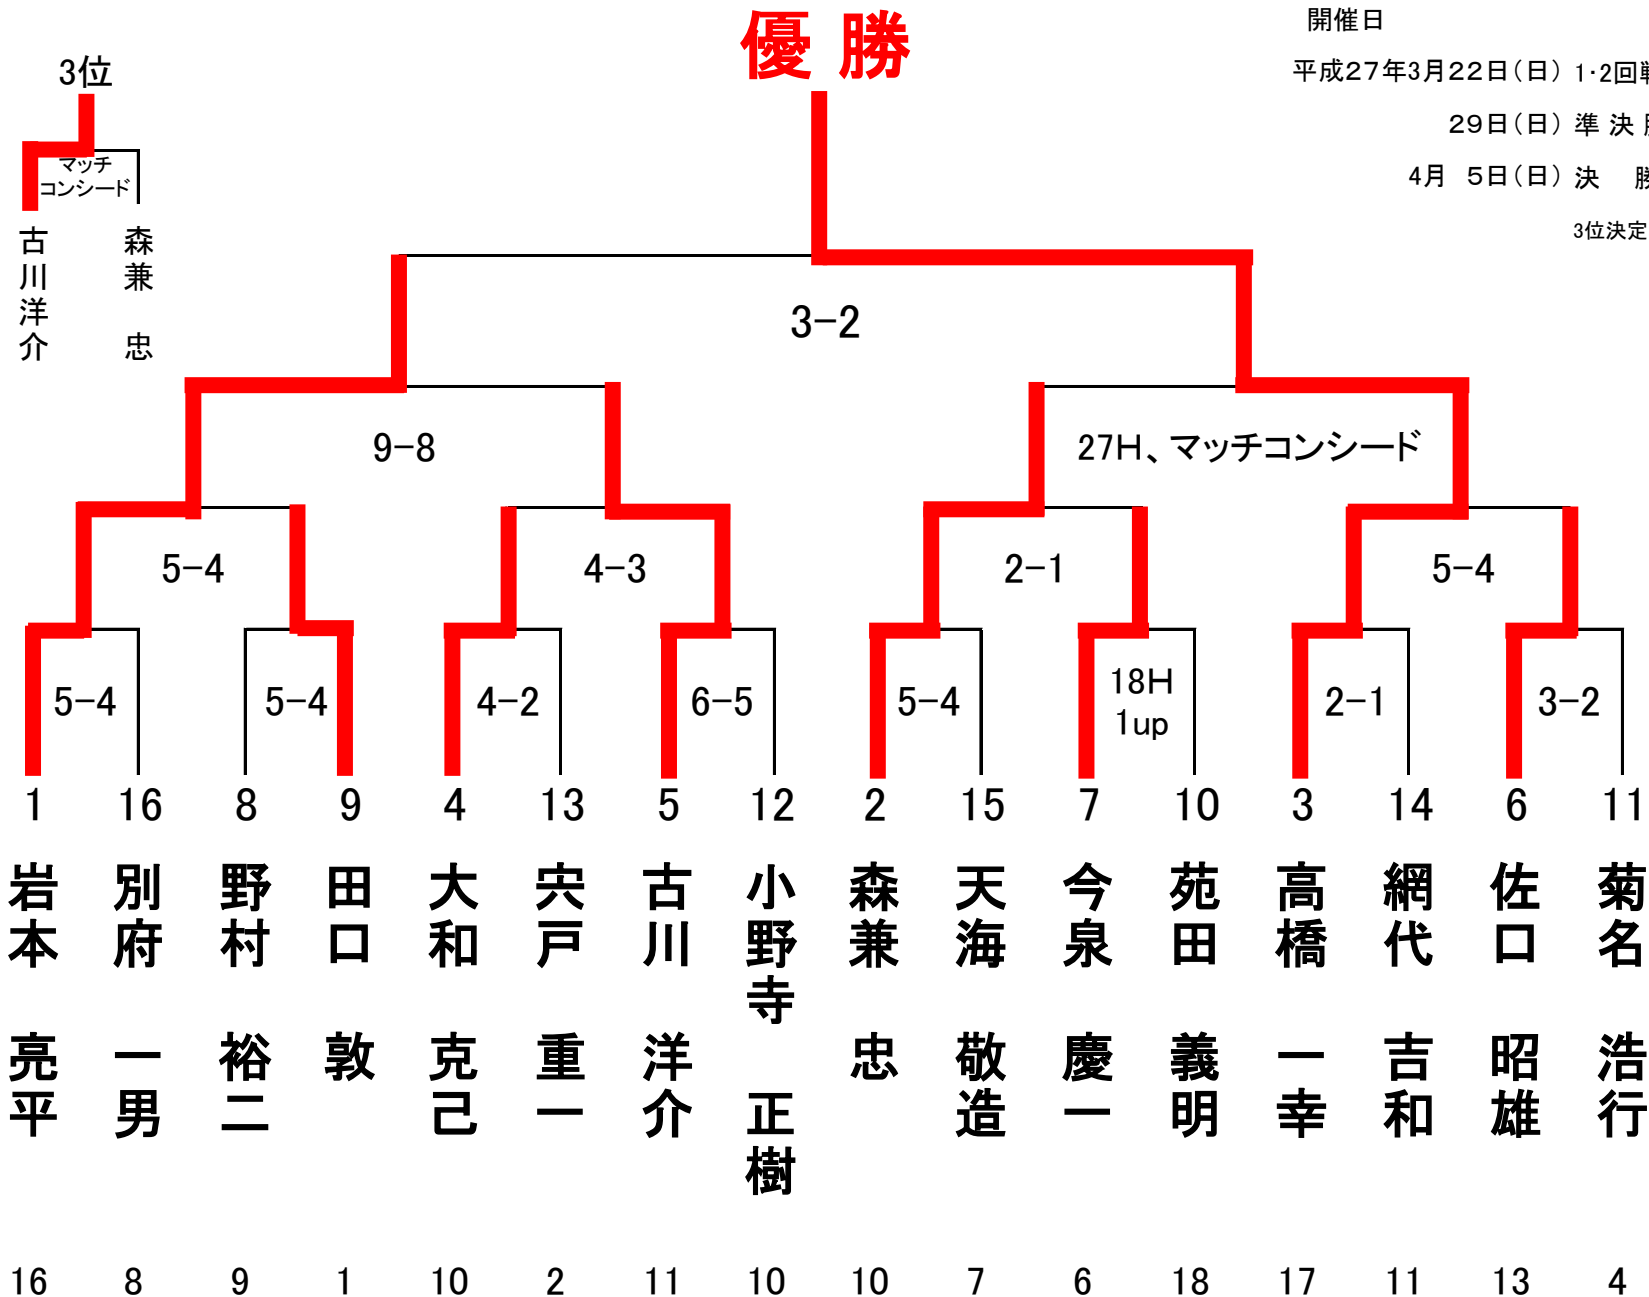 優勝
開催日
平成27年3月22日(日) 1・2回戦
29日(日) 準決勝
4月 5日(日) 決 勝
3位決定
3位
マッチ
コンシード
古川洋介
森兼 忠
3-2
9-8
27H、マッチコンシード
5-4
4-3
2-1
5-4
5-4
5-4
4-2
6-5
5-4
18H
1up
2-1
3-2
1 16 8 9 4 13 5 12 2 15 7 10 3 14 6 11
岩本 亮平
別府 一男
野村 裕二
田口 敦
大和 克己
宍戸 重一
古川 洋介
小野寺 正樹
森兼 忠
天海 敬造
今泉 慶一
苑田 義明
高橋 一幸
網代 吉和
佐口 昭雄
菊名 浩行
16 8 9 1 10 2 11 10 10 7 6 18 17 11 13 4